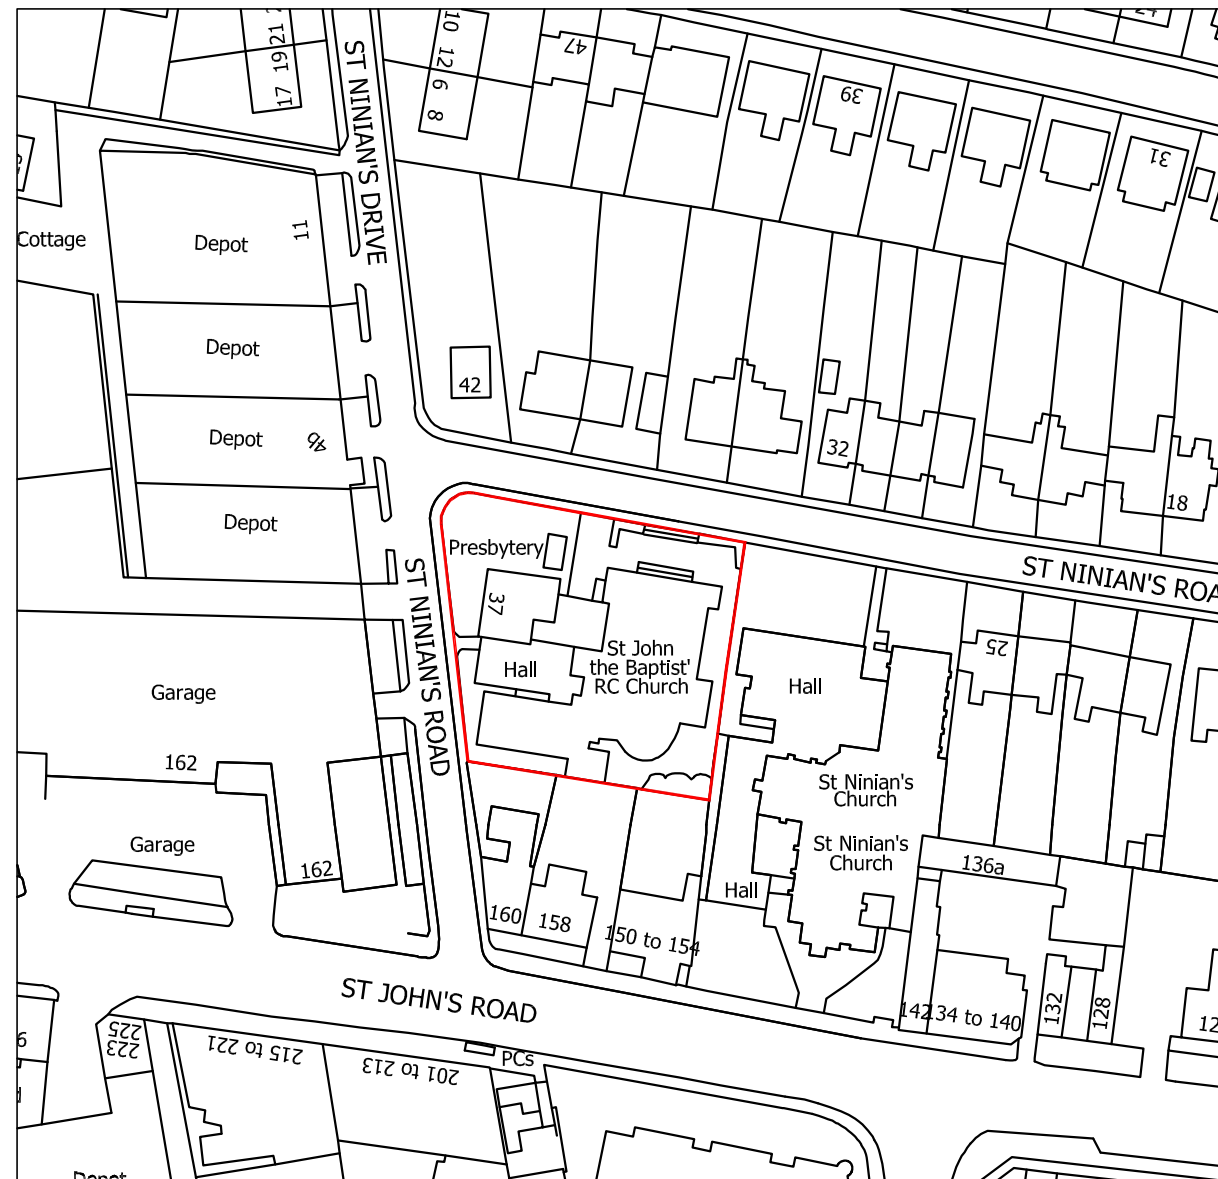 10
12
6
8
21
19
17
ST NINIAN'S DRIVE
47
39
31
Cottage
Depot
11
Depot
Depot
4b
Depot
42
32
18
ST NINIAN'S ROA
Presbytery
37
Hall
St John
the Baptist'
RC Church
ST NINIAN'S ROAD
Hall
25
Garage
162
Garage
162
St Ninian's
Church
St Ninian's
Church
Hall
136a
160
158
150 to 154
142
134 to 140
132
128
ST JOHN'S ROAD
225
223
215 to 221
201 to 213
PCs
Depot